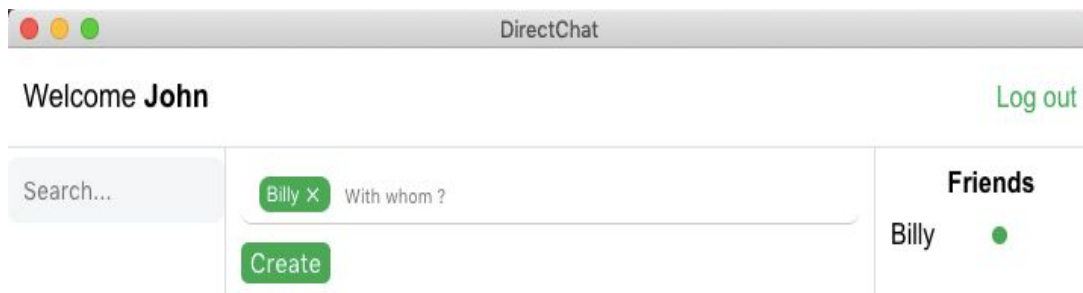 DirectChat
Welcome John
Log out
Search...
Billy X With whom ?
Create
Friends
Billy